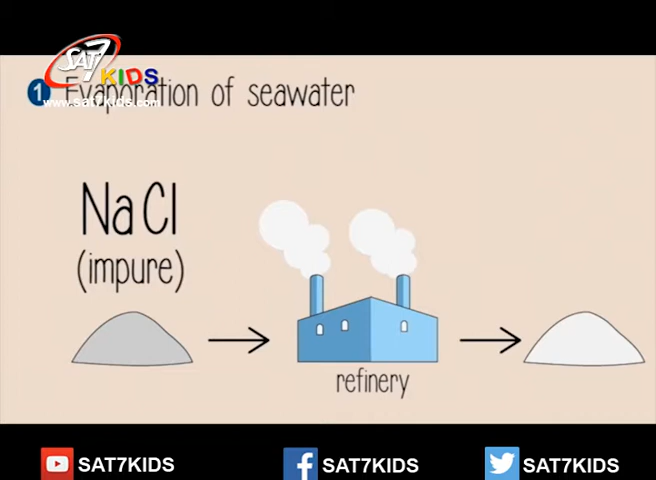 SAT7
KIDS
1 Evaporation of seawater
www.sat7kids.com
NaCl
(impure)
refinery
SAT7KIDS
SAT7KIDS
SAT7KIDS